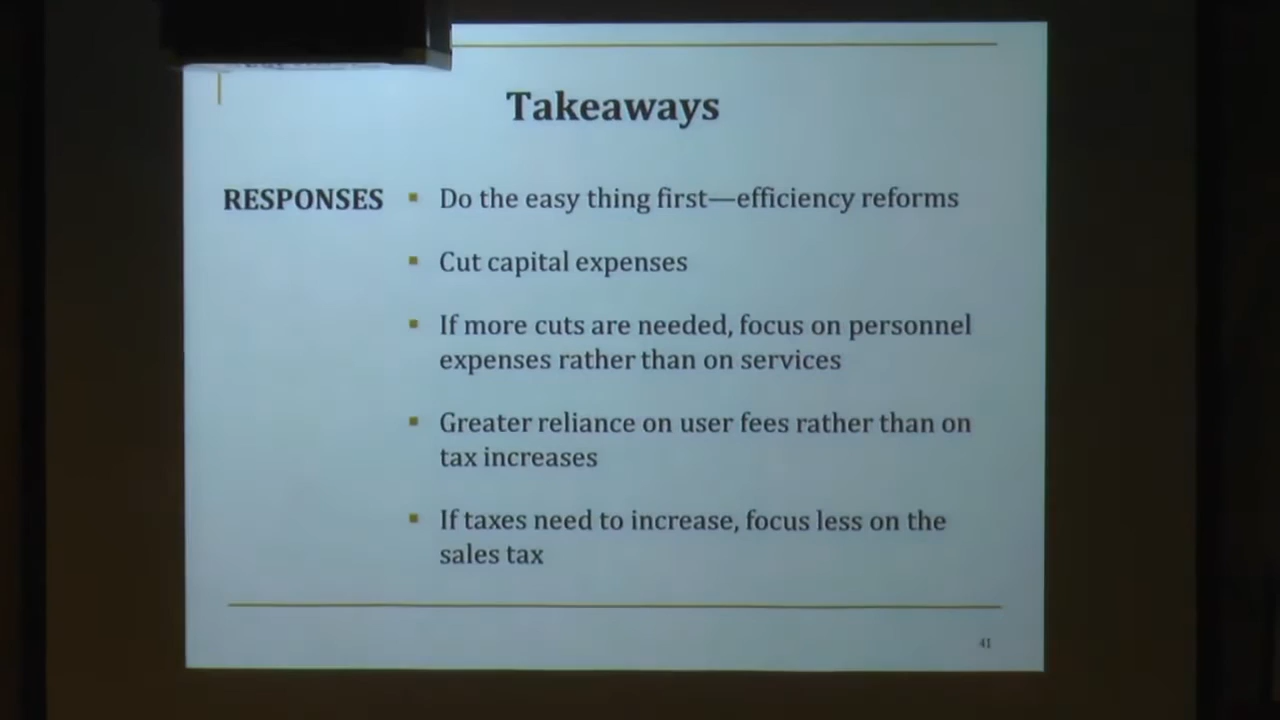 Takeaways
RESPONSES
Do the easy thing first—efficiency reforms
Cut capital expenses
If more cuts are needed, focus on personnel
expenses rather than on services
Greater reliance on user fees rather than on
tax increases
If taxes need to increase, focus less on the
sales tax
41